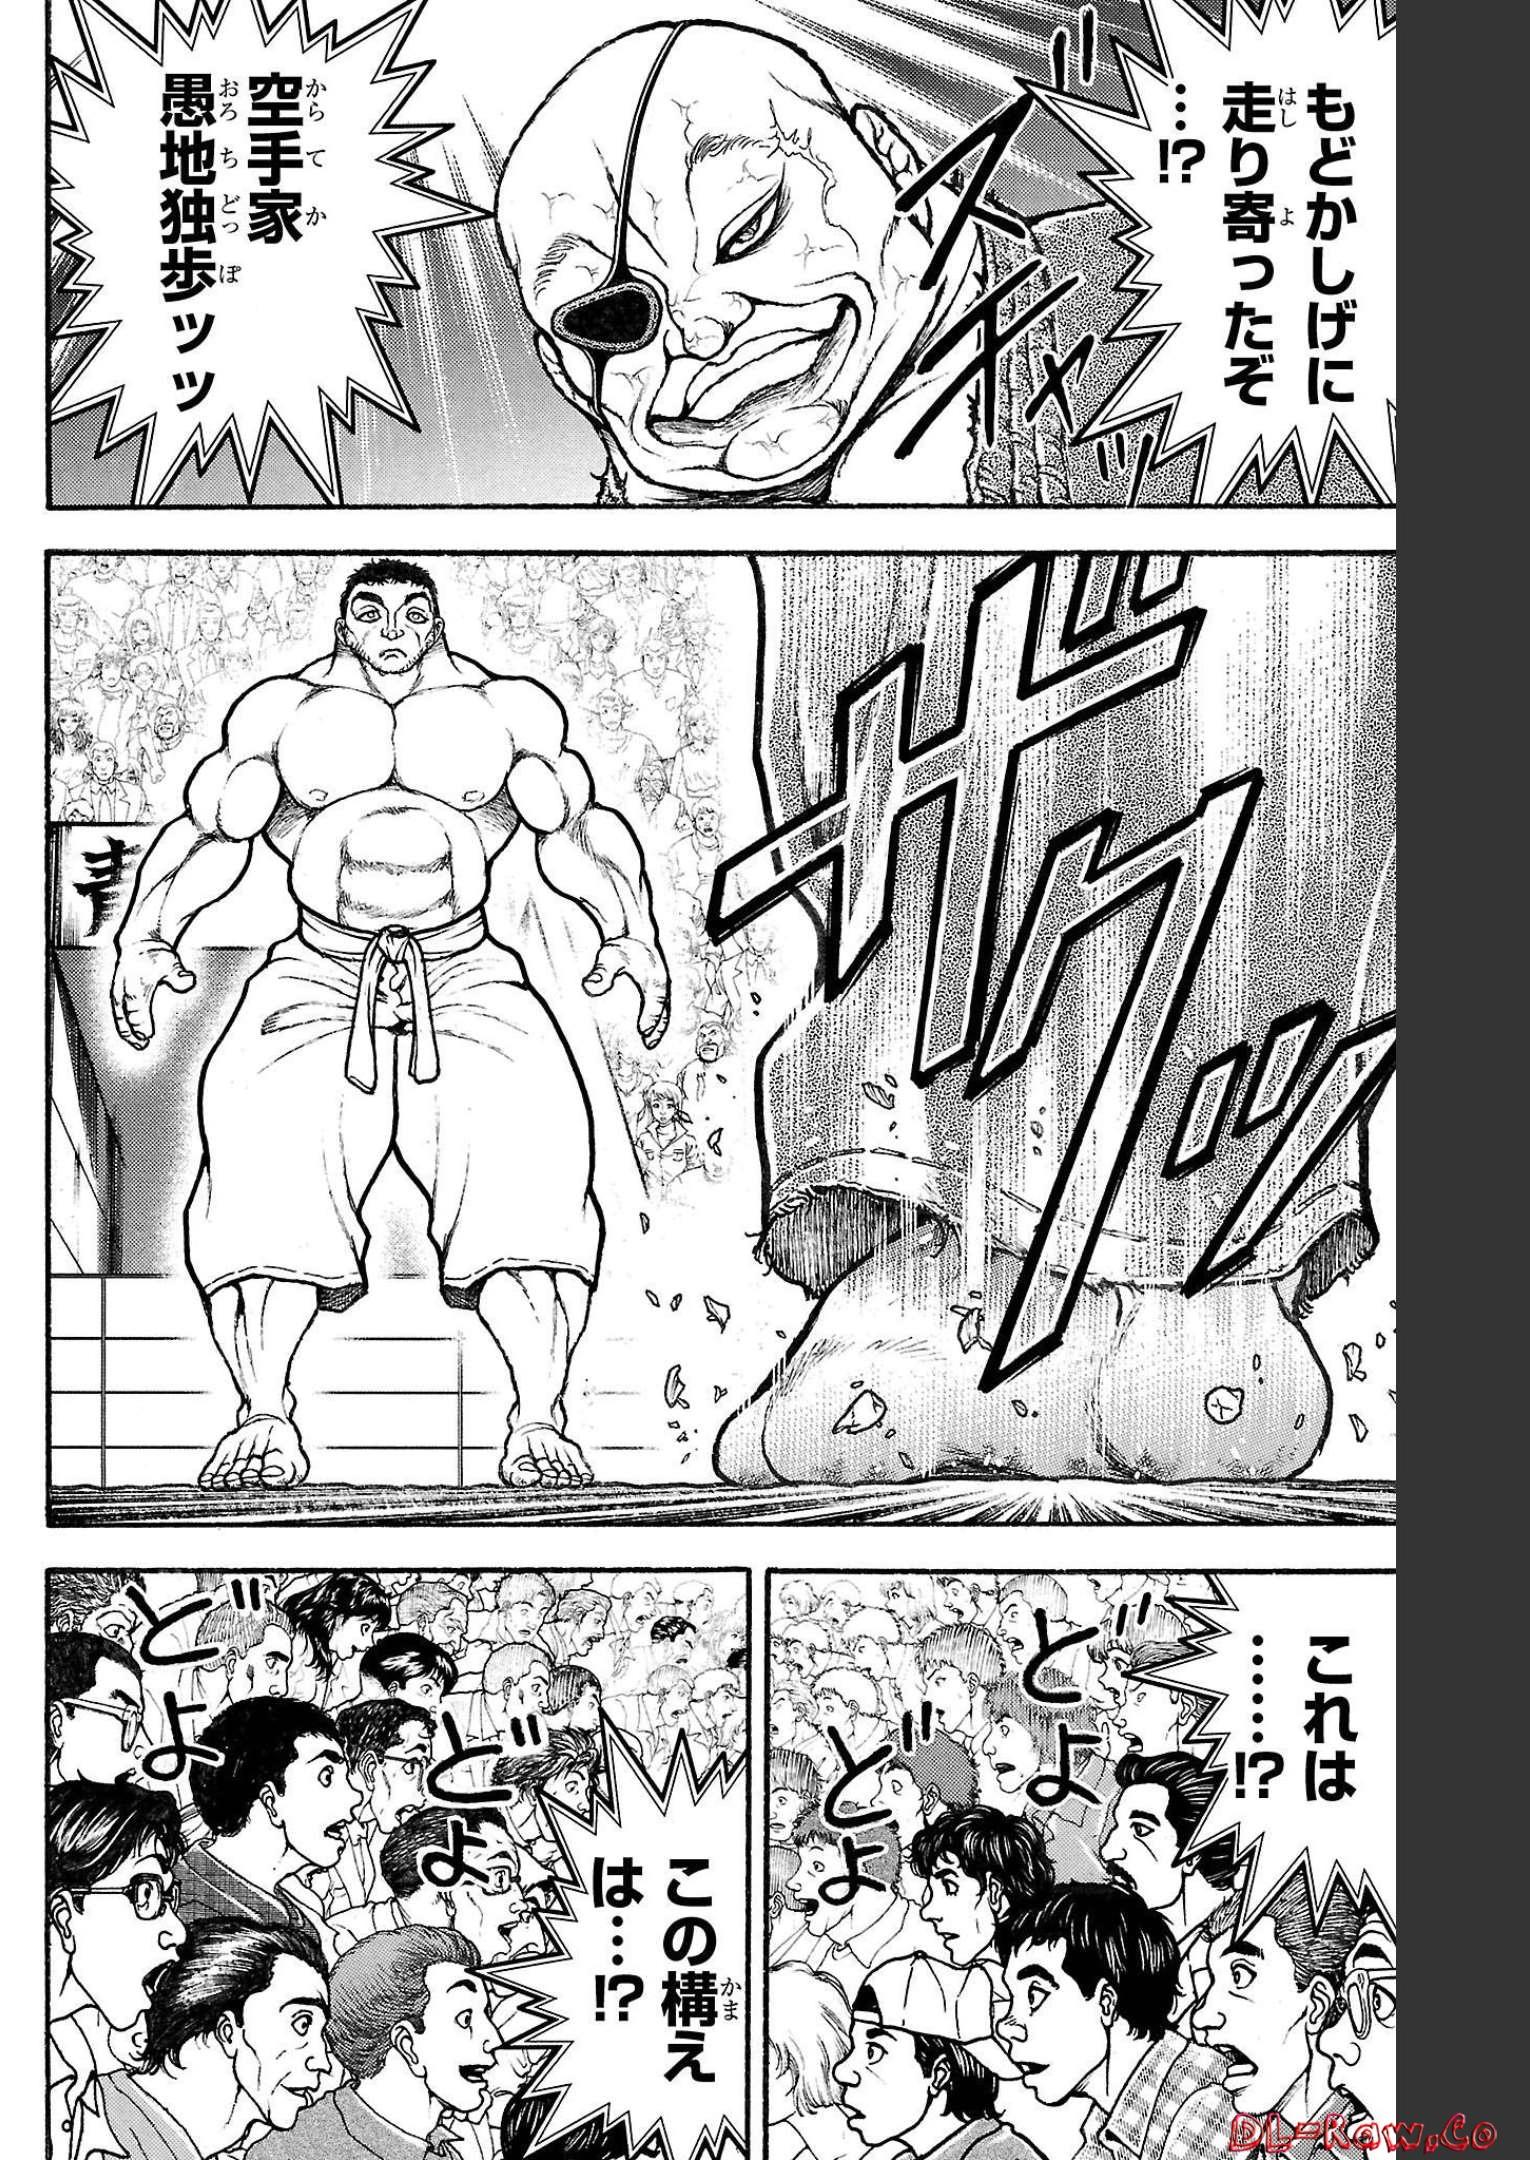 もどかしげに
走り寄ったぞ
…!?
ズチャッ
空手家
愚地独歩ッッ
ザウッ
これは
……!?
どよ
どよ
この構え
は…!?
どよ
どよ
DL-Raw.Co